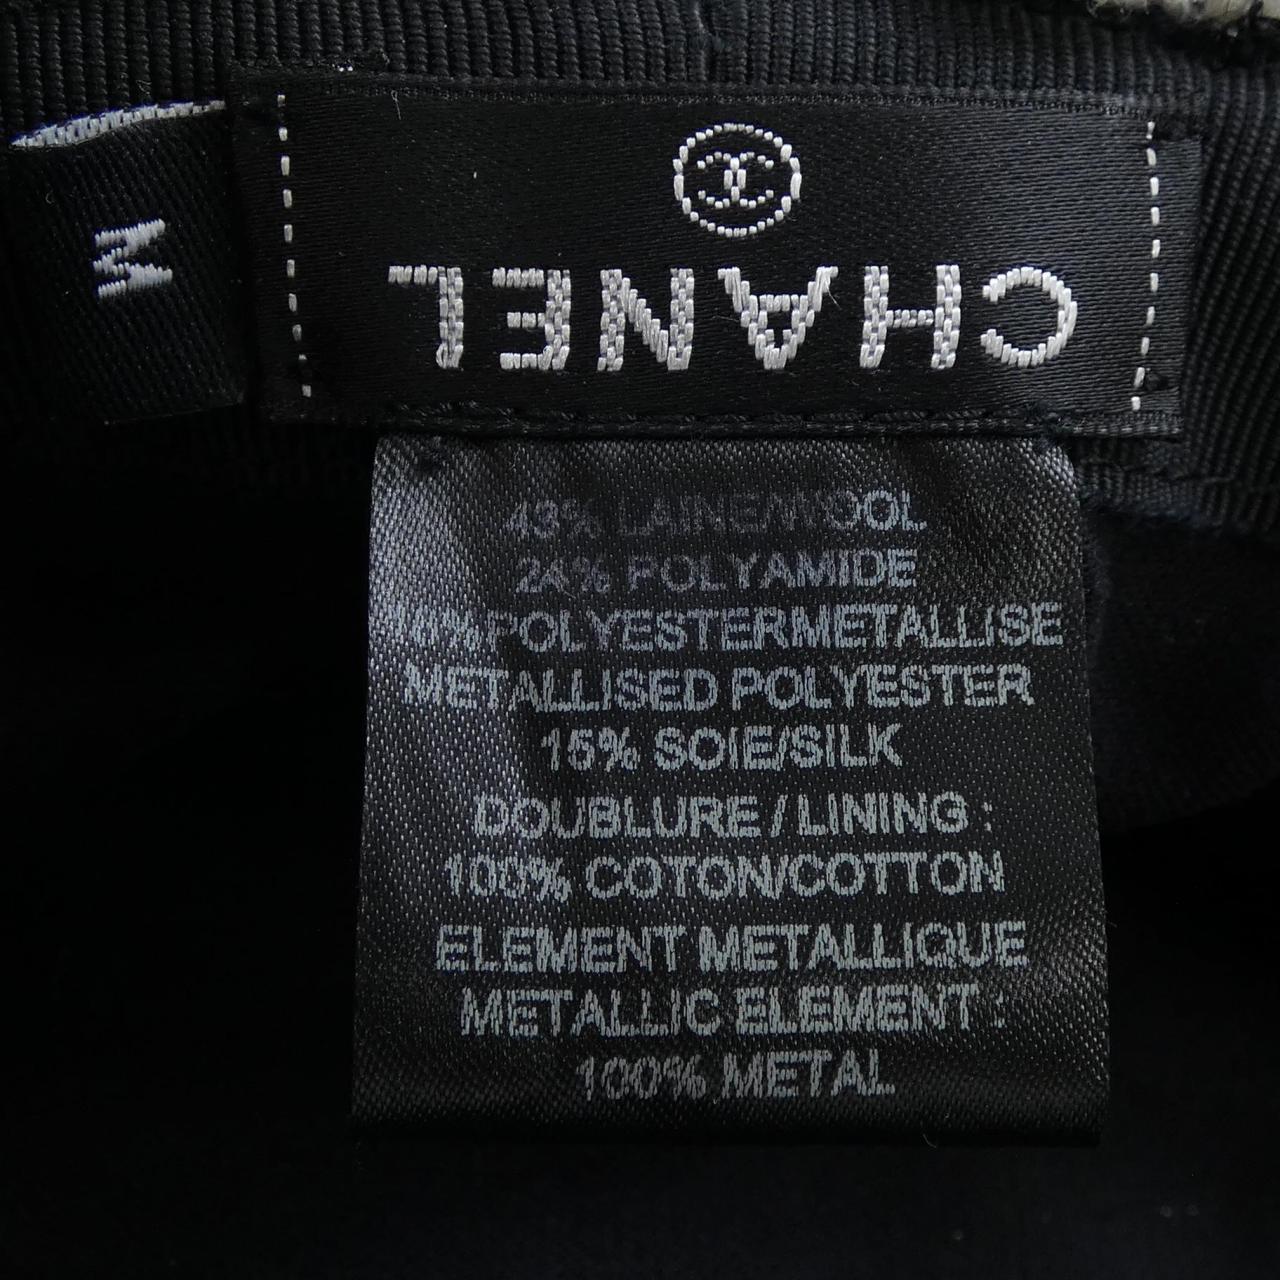 M
CHANEL
43% LAINE/WOOL
24% POLYAMIDE
POLYESTERMETALLISE
METALLISED POLYESTER
15% SOIE/SILK
DOUBLURE / LINING :
100% COTON/COTTON
ELEMENT METALLIQUE
METALLIC ELEMENT :
100% METAL